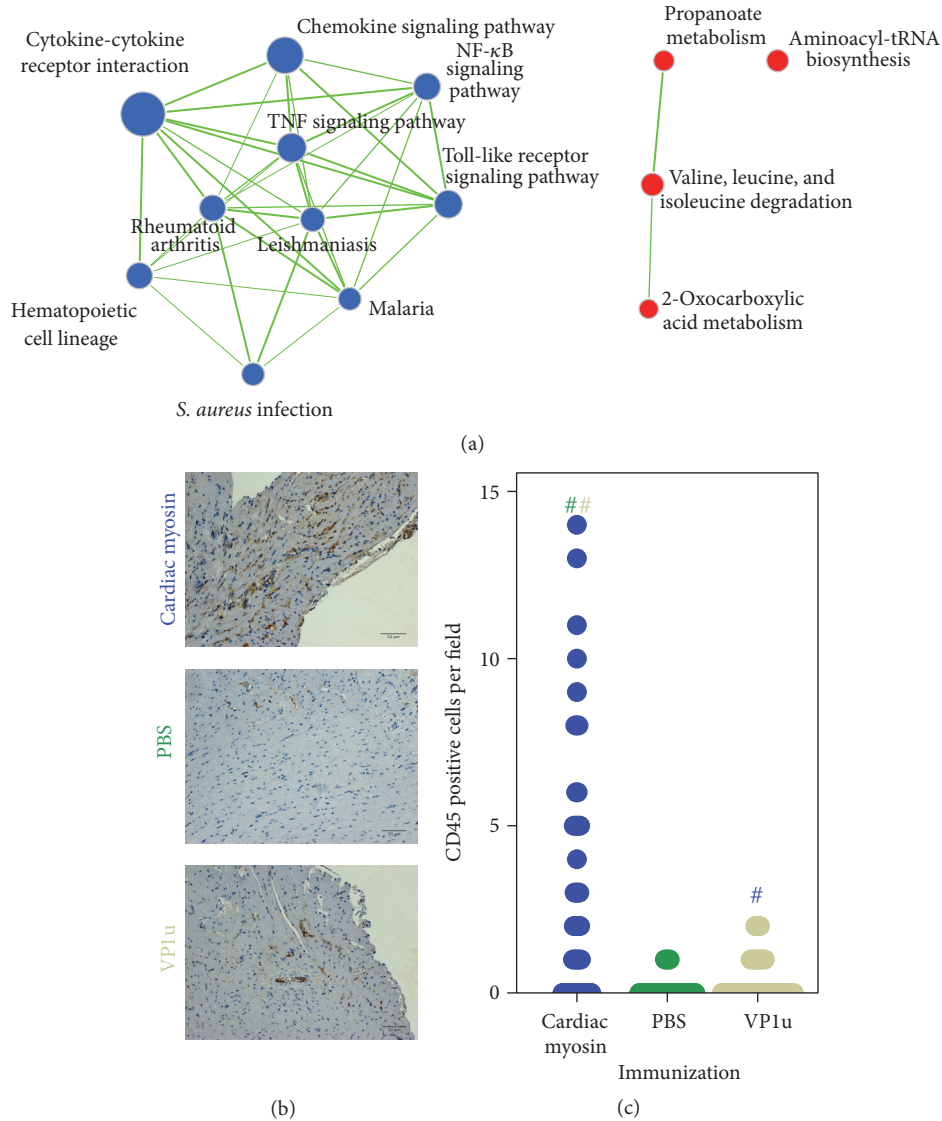 Cytokine-cytokine
receptor interaction
Chemokine signaling pathway
NF-κB
signaling
pathway
TNF signaling pathway
Toll-like receptor
signaling pathway
Rheumatoid
arthritis
Leishmaniasis
Hematopoietic
cell lineage
Malaria
S. aureus infection
Propanoate
metabolism
Aminoacyl-tRNA
biosynthesis
Valine, leucine, and
isoleucine degradation
2-Oxocarboxylic
acid metabolism
(a)
Cardiac myosin
PBS
VP1u
(b)
CD45 positive cells per field
15
10
5
0
##
#
Cardiac
myosin
PBS
VP1u
Immunization
(c)